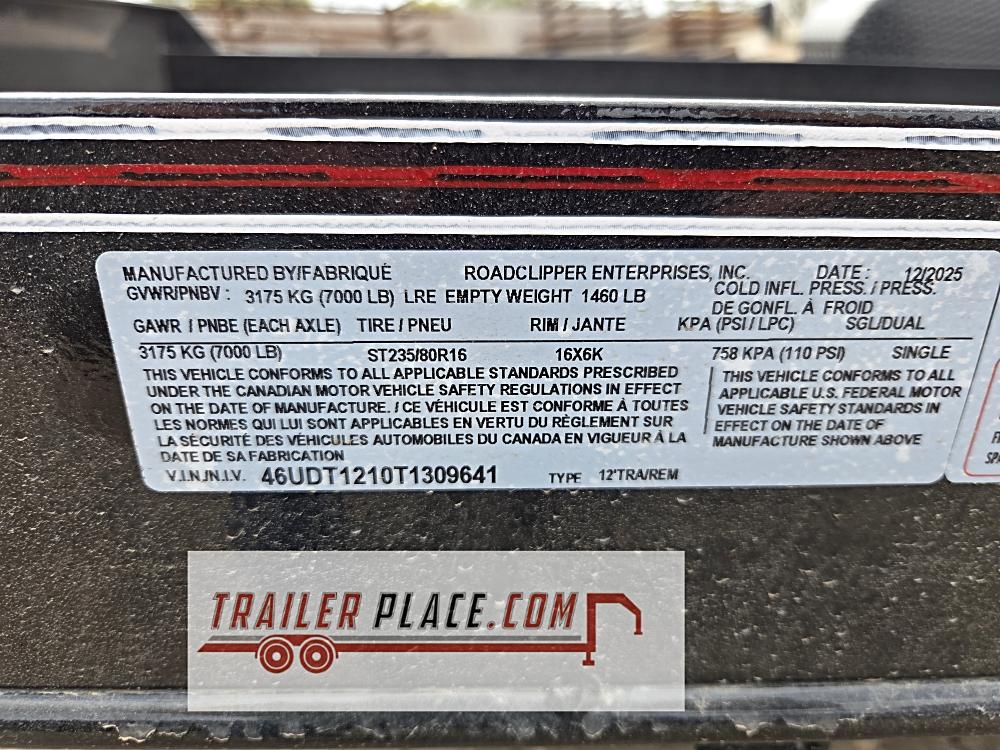 MANUFACTURED BY/FABRIQUÉ ROADCLIPPER ENTERPRISES, INC. DATE : 12/2025
GVWR/PNBV : 3175 KG (7000 LB) LRE EMPTY WEIGHT 1460 LB COLD INFL. PRESS. / PRESS.
DE GONFL. À FROID
GAWR / PNBE (EACH AXLE) TIRE / PNEU RIM / JANTE KPA (PSI / LPC) SGL/DUAL
3175 KG (7000 LB) ST235/80R16 16X6K 758 KPA (110 PSI) SINGLE
THIS VEHICLE CONFORMS TO ALL APPLICABLE STANDARDS PRESCRIBED
UNDER THE CANADIAN MOTOR VEHICLE SAFETY REGULATIONS IN EFFECT
ON THE DATE OF MANUFACTURE. / CE VÉHICULE EST CONFORME À TOUTES
LES NORMES QUI LUI SONT APPLICABLES EN VERTU DU RÈGLEMENT SUR
LA SÉCURITÉ DES VÉHICULES AUTOMOBILES DU CANADA EN VIGUEUR À LA
DATE DE SA FABRICATION
THIS VEHICLE CONFORMS TO ALL
APPLICABLE U.S. FEDERAL MOTOR
VEHICLE SAFETY STANDARDS IN
EFFECT ON THE DATE OF
MANUFACTURE SHOWN ABOVE
V.I.N./N.I.V. 46UDT1210T1309641 TYPE 12'TRA/REM
TRAILER PLACE.COM